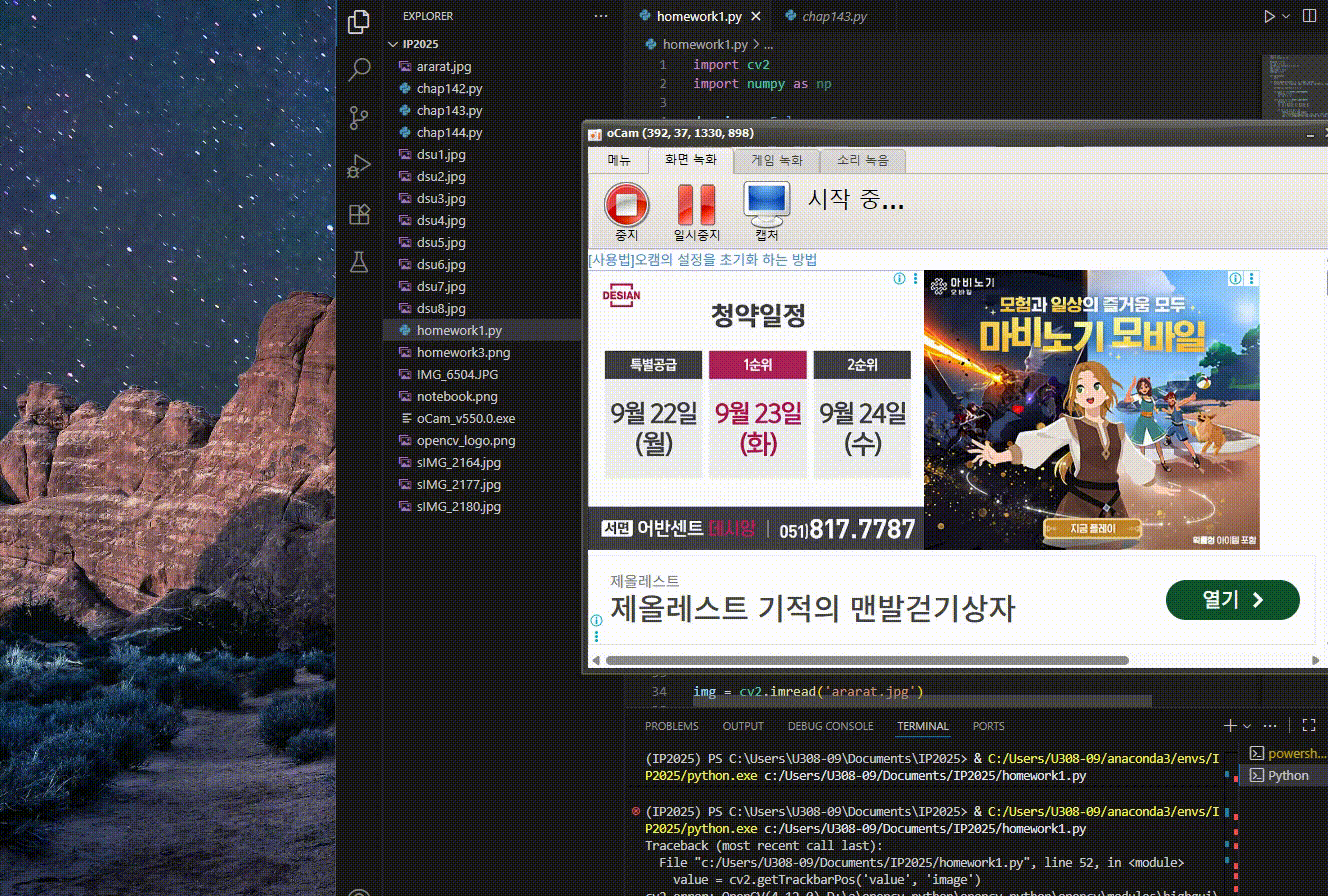 EXPLORER
IP2025
ararat.jpg
chap142.py
chap143.py
chap144.py
dsu1.jpg
dsu2.jpg
dsu3.jpg
dsu4.jpg
dsu5.jpg
dsu6.jpg
dsu7.jpg
dsu8.jpg
homework1.py
homework3.png
IMG_6504.JPG
notebook.png
oCam_v550.0.exe
opencv_logo.png
sIMG_2164.jpg
sIMG_2177.jpg
sIMG_2180.jpg
homework1.py chap143.py
homework1.py > ...
1 import cv2
2 import numpy as np
3
oCam (392, 37, 1330, 898)
메뉴 화면 녹화 게임 녹화 소리 녹음
중지 일시중지 캡처 시작 중...
[사용법]오캠의 설정을 초기화 하는 방법
DESIAN
청약일정
특별공급 1순위 2순위
9월 22일 9월 23일 9월 24일
(월) (화) (수)
서면 어반센트 데시앙 | 051)817.7787
마비노기
모바일
모험과 일상의 즐거움 모두
마비노기 모바일
지금 플레이
확률형 아이템 포함
제올레스트
제올레스트 기적의 맨발걷기상자
열기
34 img = cv2.imread('ararat.jpg')
PROBLEMS OUTPUT DEBUG CONSOLE TERMINAL PORTS
(IP2025) PS C:\Users\U308-09\Documents\IP2025> & C:/Users/U308-09/anaconda3/envs/I
P2025/python.exe c:/Users/U308-09/Documents/IP2025/homework1.py
(IP2025) PS C:\Users\U308-09\Documents\IP2025> & C:/Users/U308-09/anaconda3/envs/I
P2025/python.exe c:/Users/U308-09/Documents/IP2025/homework1.py
Traceback (most recent call last):
File "c:/Users/U308-09/Documents/IP2025/homework1.py", line 52, in <module>
value = cv2.getTrackbarPos('value', 'image')
powersh...
Python